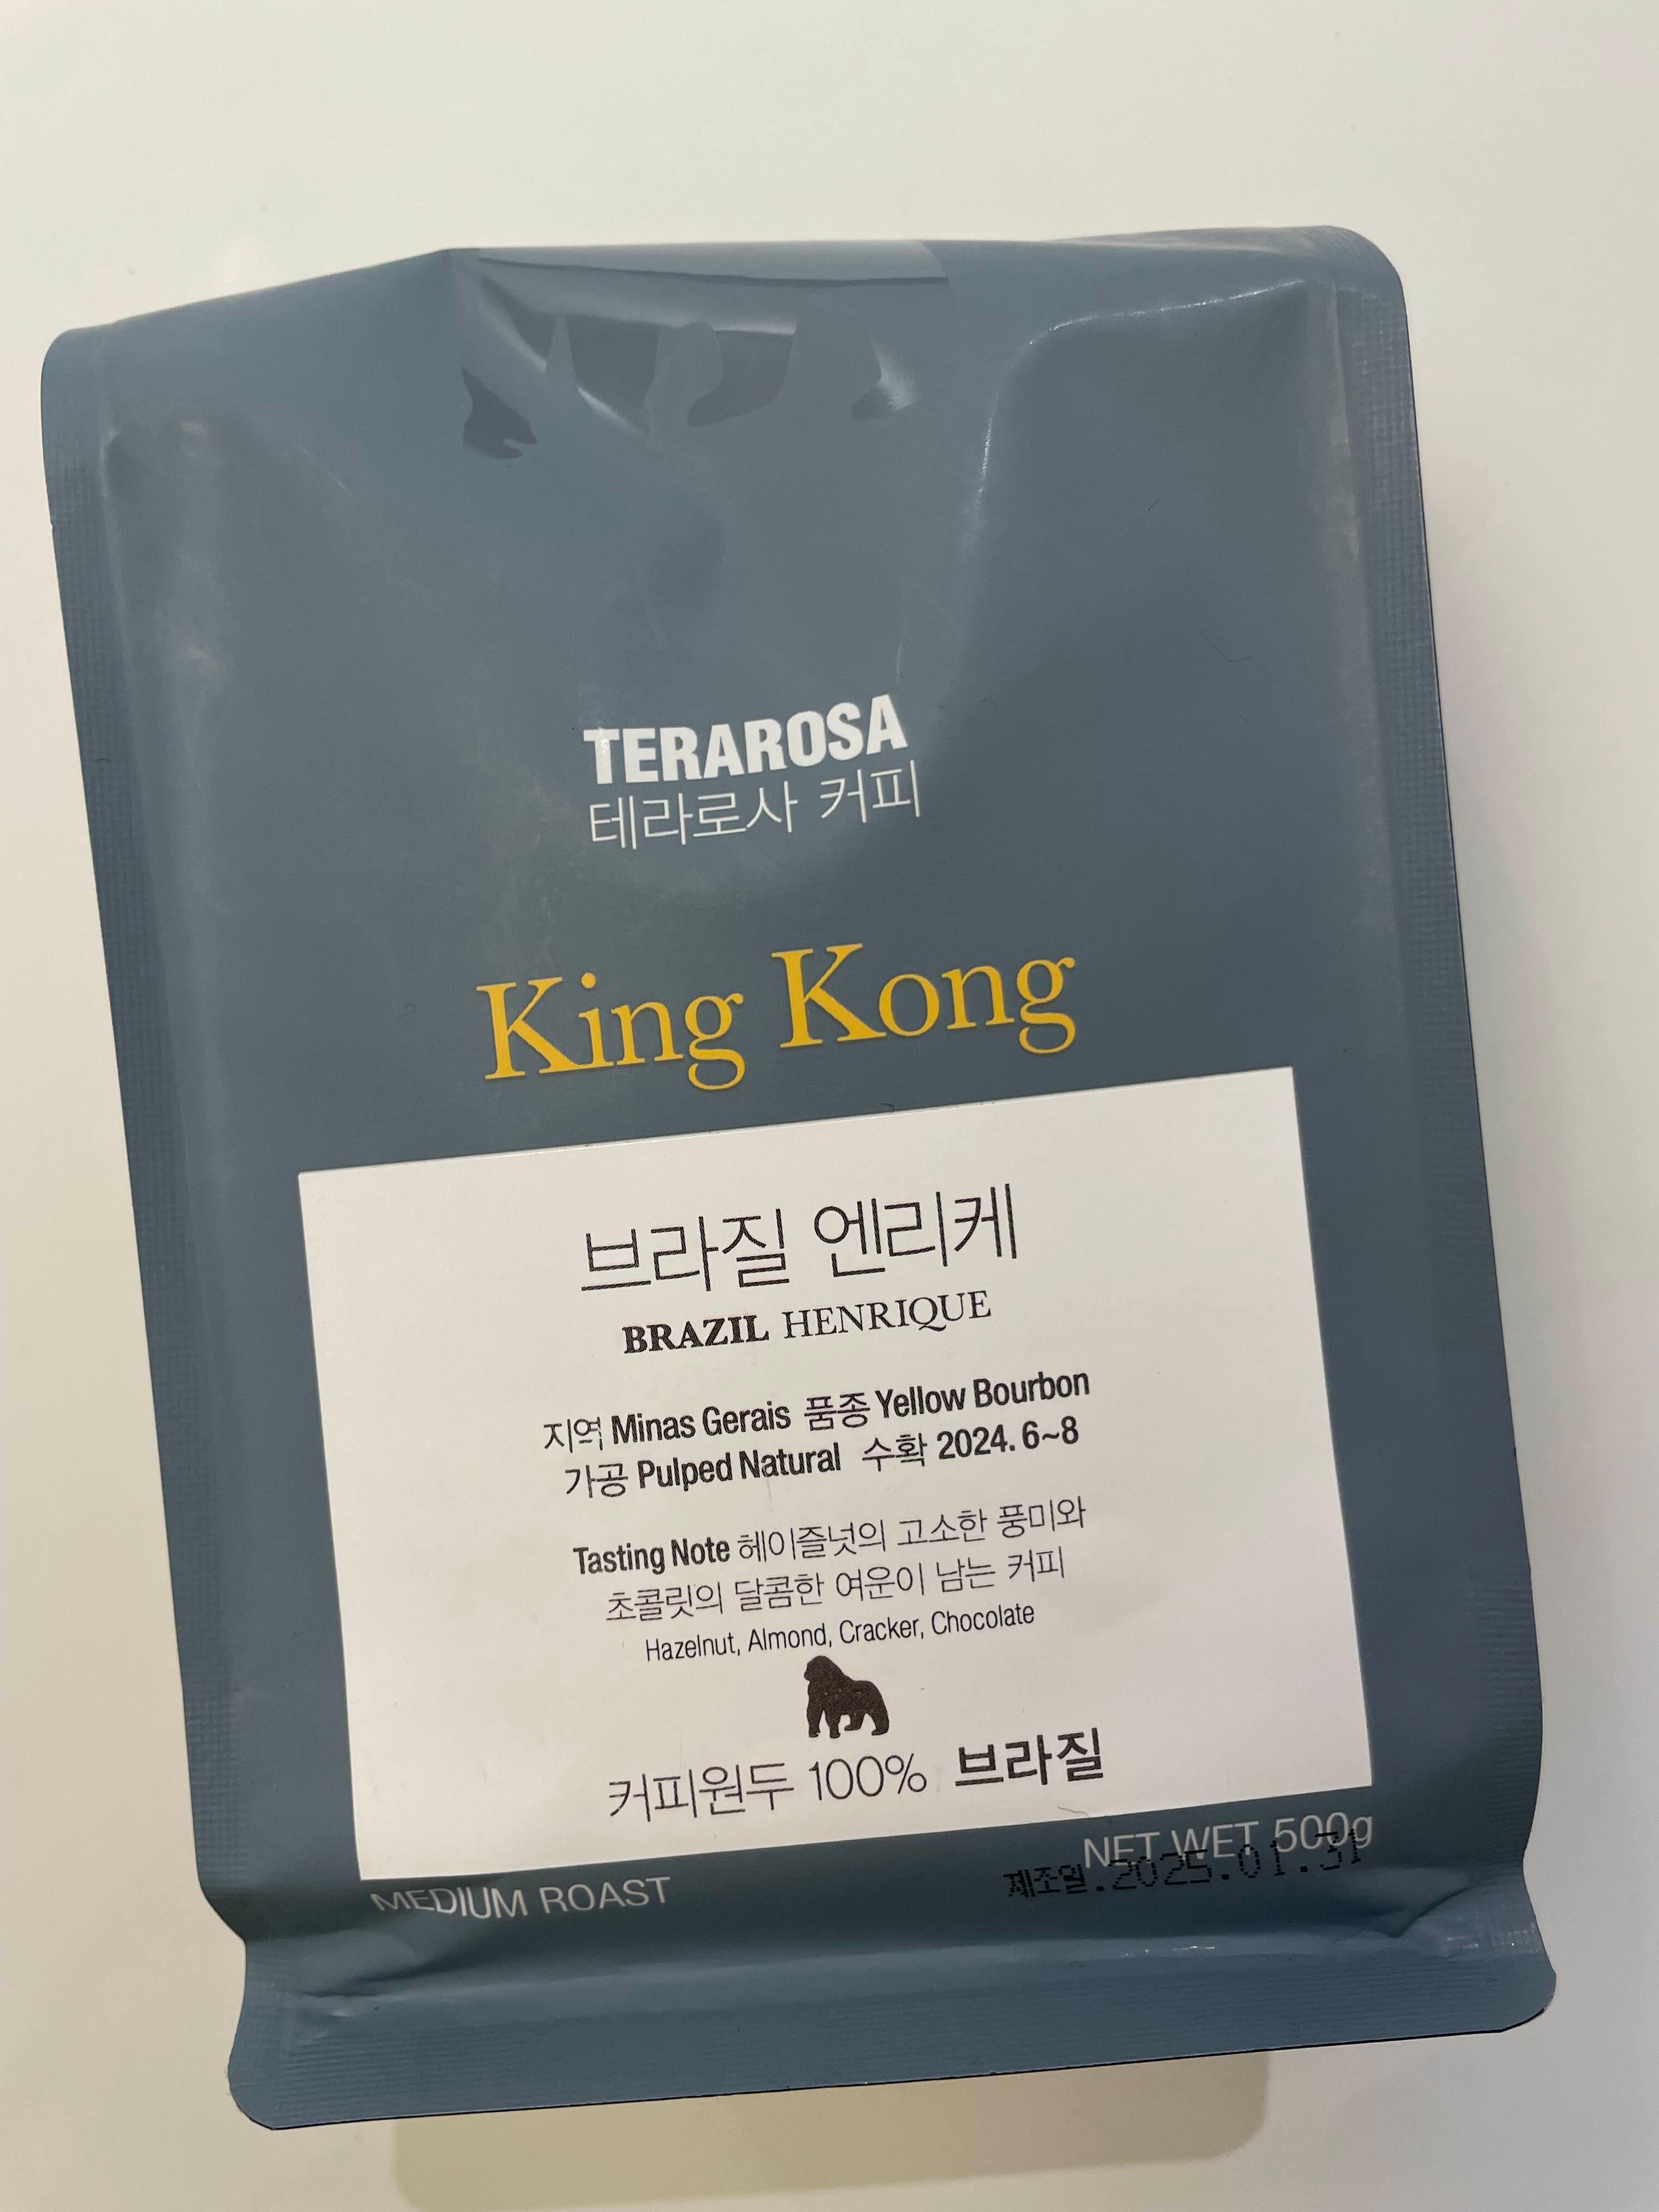 TERAROSA
테라로사 커피
King Kong
브라질 엔리케
BRAZIL HENRIQUE
지역 Minas Gerais 품종 Yellow Bourbon
가공 Pulped Natural 수확 2024. 6~8
Tasting Note 헤이즐넛의 고소한 풍미와
초콜릿의 달콤한 여운이 남는 커피
Hazelnut, Almond, Cracker, Chocolate
커피원두 100% 브라질
MEDIUM ROAST
NET WET 500g
제조일.2025.01.31